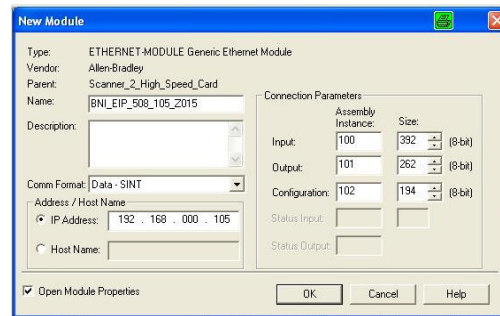 New Module
Type: ETHERNET-MODULE Generic Ethernet Module
Vendor: Allen-Bradley
Parent: Scanner_2_High_Speed_Card
Name: BNI_EIP_508_105_Z015
Description:
Comm Format: Data - SINT
Address / Host Name
IP Address: 192 . 168 . 000 . 105
Host Name:
Connection Parameters
Assembly Instance: Size:
Input: 100 392 (8-bit)
Output: 101 262 (8-bit)
Configuration: 102 194 (8-bit)
Status Input:
Status Output:
Open Module Properties
OK Cancel Help